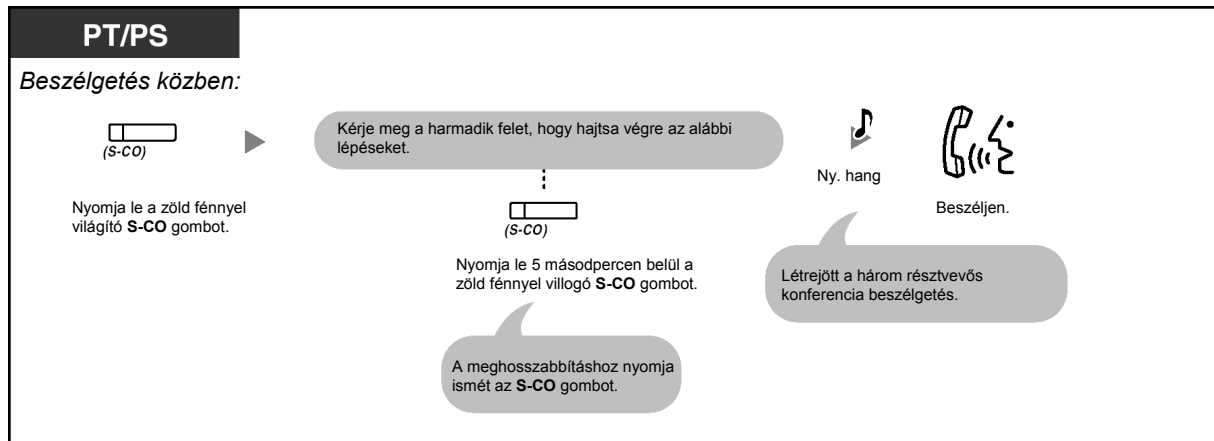 PT/PS
Beszélgetés közben:
(S-CO)
Nyomja le a zöld fénnyel
világító S-CO gombot.
Kérje meg a harmadik felet, hogy hajtsa végre az alábbi
lépéseket.
(S-CO)
Nyomja le 5 másodpercen belül a
zöld fénnyel villogó S-CO gombot.
A meghosszabbításhoz nyomja
ismét az S-CO gombot.
Ny. hang
Beszéljen.
Létrejött a három résztvevős
konferencia beszélgetés.